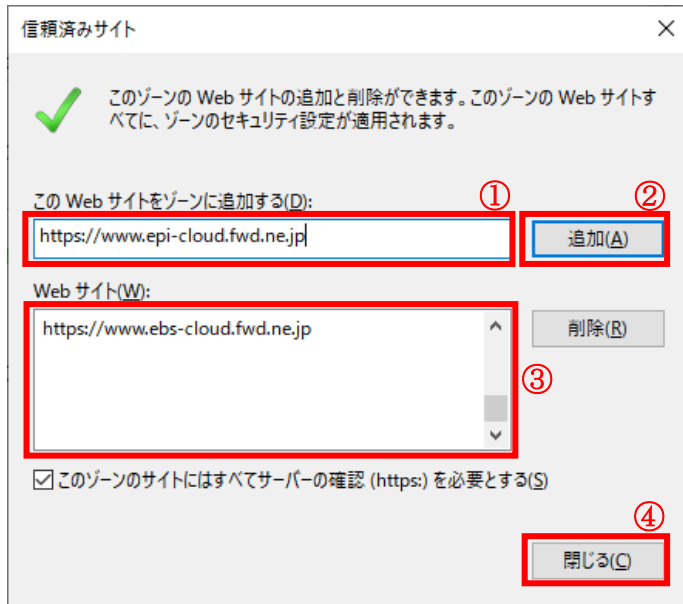 信頼済みサイト
このゾーンの Web サイトの追加と削除ができます。このゾーンの Web サイトす
べてに、ゾーンのセキュリティ設定が適用されます。
この Web サイトをゾーンに追加する(D):
①
②
https://www.epi-cloud.fwd.ne.jp
追加(A)
Web サイト(W):
https://www.ebs-cloud.fwd.ne.jp
削除(R)
③
このゾーンのサイトにはすべてサーバーの確認 (https:) を必要とする(S)
④
閉じる(C)